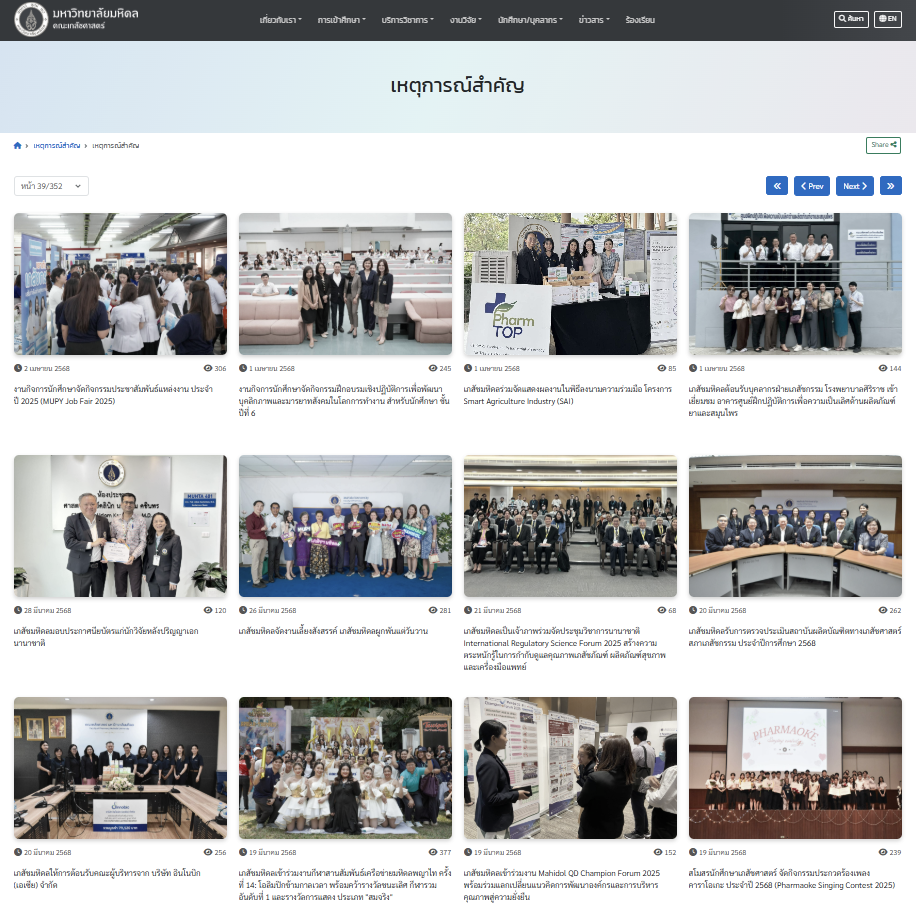 มหาวิทยาลัยมหิดล
คณะเภสัชศาสตร์
เกี่ยวกับเรา การเข้าศึกษา บริการวิชาการ งานวิจัย นักศึกษา/บุคลากร ข่าวสาร ร้องเรียน
ค้นหา EN
เหตุการณ์สำคัญ
เหตุการณ์สำคัญ › เหตุการณ์สำคัญ
Share
หน้า 39/352
« Prev Next »
Pharm
TOP
2 เมษายน 2568 306
งานกิจการนักศึกษาจัดกิจกรรมประชาสัมพันธ์แหล่งงาน ประจำ
ปี 2025 (MUPY Job Fair 2025)
1 เมษายน 2568 245
งานกิจการนักศึกษาจัดกิจกรรมฝึกอบรมเชิงปฏิบัติการเพื่อพัฒนา
บุคลิกภาพและมารยาทสังคมในโลกการทำงาน สำหรับนักศึกษา ชั้น
ปีที่ 6
1 เมษายน 2568 85
เภสัชมหิดลร่วมจัดแสดงผลงานในพิธีลงนามความร่วมมือ โครงการ
Smart Agriculture Industry (SAI)
1 เมษายน 2568 144
เภสัชมหิดลต้อนรับบุคลากรฝ่ายเภสัชกรรม โรงพยาบาลศิริราช เข้า
เยี่ยมชม อาคารศูนย์ฝึกปฏิบัติการเพื่อความเป็นเลิศด้านผลิตภัณฑ์
ยาและสมุนไพร
28 มีนาคม 2568 120
เภสัชมหิดลมอบประกาศนียบัตรแก่นักวิจัยหลังปริญญาเอก
นานาชาติ
26 มีนาคม 2568 281
เภสัชมหิดลจัดงานเลี้ยงสังสรรค์ เภสัชมหิดลผูกพันแต่วันวาน
21 มีนาคม 2568 68
เภสัชมหิดลเป็นเจ้าภาพร่วมจัดประชุมวิชาการนานาชาติ
International Regulatory Science Forum 2025 สร้างความ
ตระหนักรู้ในการกำกับดูแลคุณภาพเภสัชภัณฑ์ ผลิตภัณฑ์สุขภาพ
และเครื่องมือแพทย์
20 มีนาคม 2568 262
เภสัชมหิดลรับการตรวจประเมินสถาบันผลิตบัณฑิตทางเภสัชศาสตร์
สภาเภสัชกรรม ประจำปีการศึกษา 2568
PHARMAOKE
20 มีนาคม 2568 256
เภสัชมหิดลให้การต้อนรับคณะผู้บริหารจาก บริษัท อินโนบิก
(เอเซีย) จำกัด
19 มีนาคม 2568 377
เภสัชมหิดลเข้าร่วมงานกีฬาสานสัมพันธ์เครือข่ายมหิดลพญาไท ครั้ง
ที่ 14: โอลิมปิกข้ามกาลเวลา พร้อมคว้ารางวัลชนะเลิศ กีฬารวม
อันดับที่ 1 และรางวัลการแสดง ประเภท "สมจริง"
19 มีนาคม 2568 152
เภสัชมหิดลเข้าร่วมงาน Mahidol QD Champion Forum 2025
พร้อมร่วมแลกเปลี่ยนแนวคิดการพัฒนาองค์กรและการบริหาร
คุณภาพสู่ความยั่งยืน
19 มีนาคม 2568 239
สโมสรนักศึกษาเภสัชศาสตร์ จัดกิจกรรมประกวดร้องเพลง
คาราโอเกะ ประจำปี 2568 (Pharmaoke Singing Contest 2025)